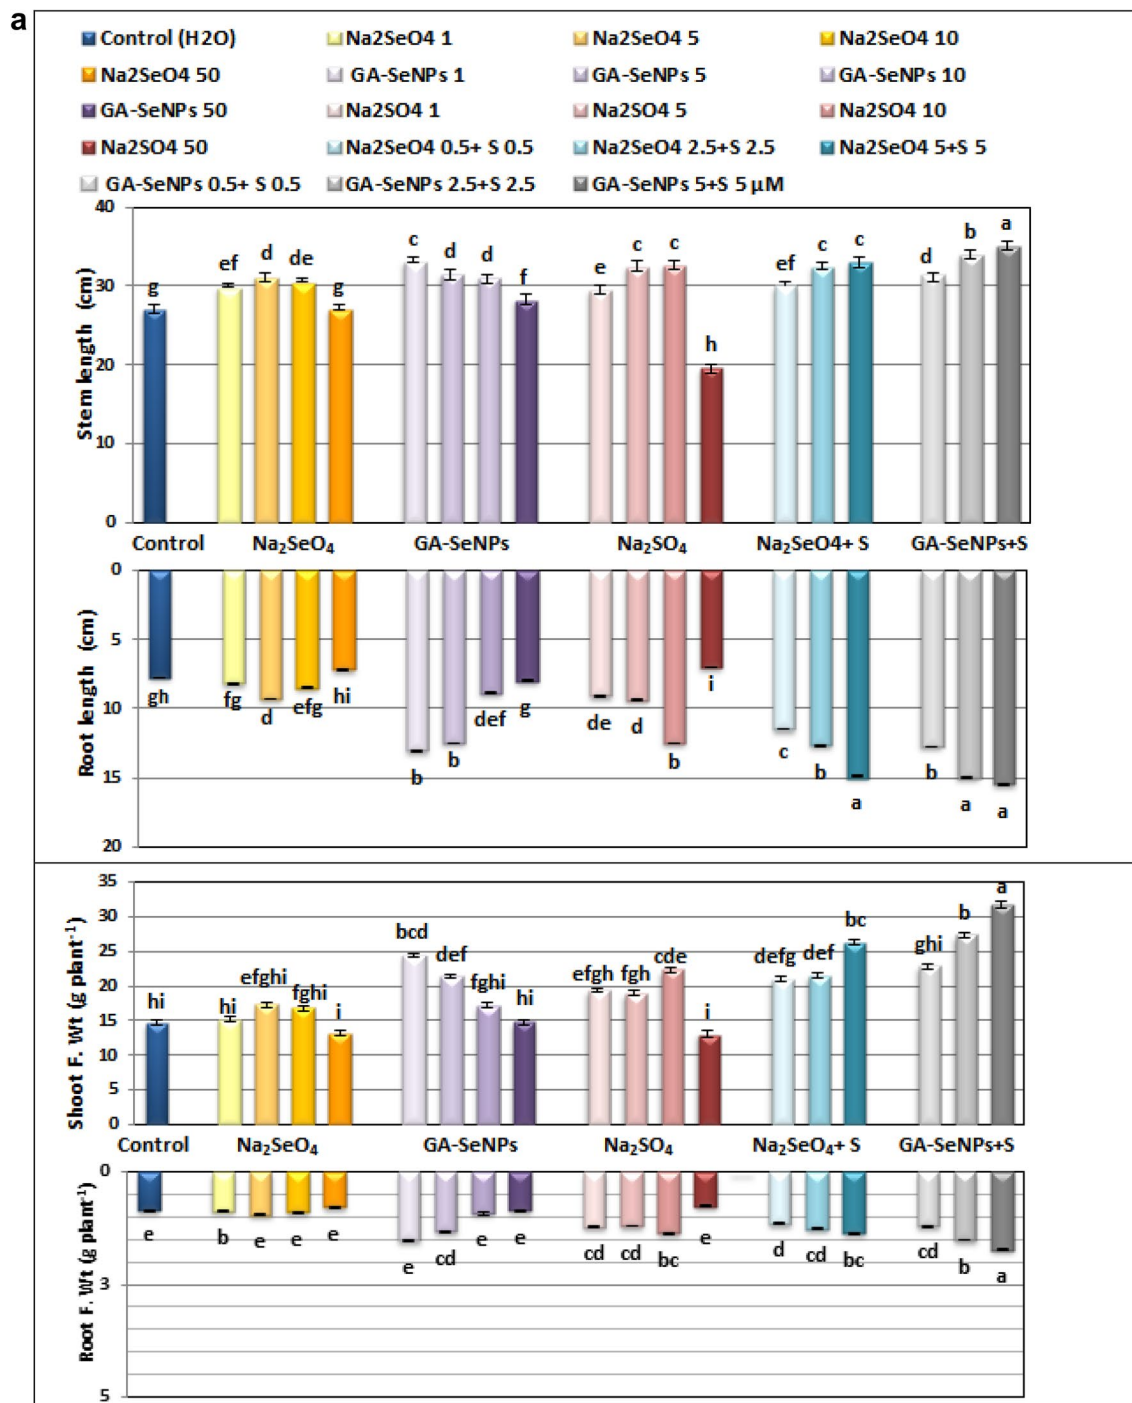 a
Control (H2O) Na2SeO4 1 Na2SeO4 5 Na2SeO4 10
Na2SeO4 50 GA-SeNPs 1 GA-SeNPs 5 GA-SeNPs 10
GA-SeNPs 50 Na2SO4 1 Na2SO4 5 Na2SO4 10
Na2SO4 50 Na2SeO4 0.5+ S 0.5 Na2SeO4 2.5+S 2.5 Na2SeO4 5+S 5
GA-SeNPs 0.5+ S 0.5 GA-SeNPs 2.5+S 2.5 GA-SeNPs 5+S 5 µM
Stem length (cm)
40
30
20
10
0
g ef d de g c d d f e c c h ef c c d b a
Control Na₂SeO₄ GA-SeNPs Na₂SO₄ Na₂SeO4+ S GA-SeNPs+S
Root length (cm)
0
5
10
15
20
gh fg d efg hi b b def g de d b i c b a b a a
Shoot F. Wt (g plant⁻¹)
35
30
25
20
15
10
5
0
hi hi efghi fghi i bcd def fghi hi efgh fgh cde i defg def bc ghi b a
Control Na₂SeO₄ GA-SeNPs Na₂SO₄ Na₂SeO₄+ S GA-SeNPs+S
Root F. Wt (g plant⁻¹)
0
3
5
e b e e e e cd e e cd cd bc e d cd bc cd b a